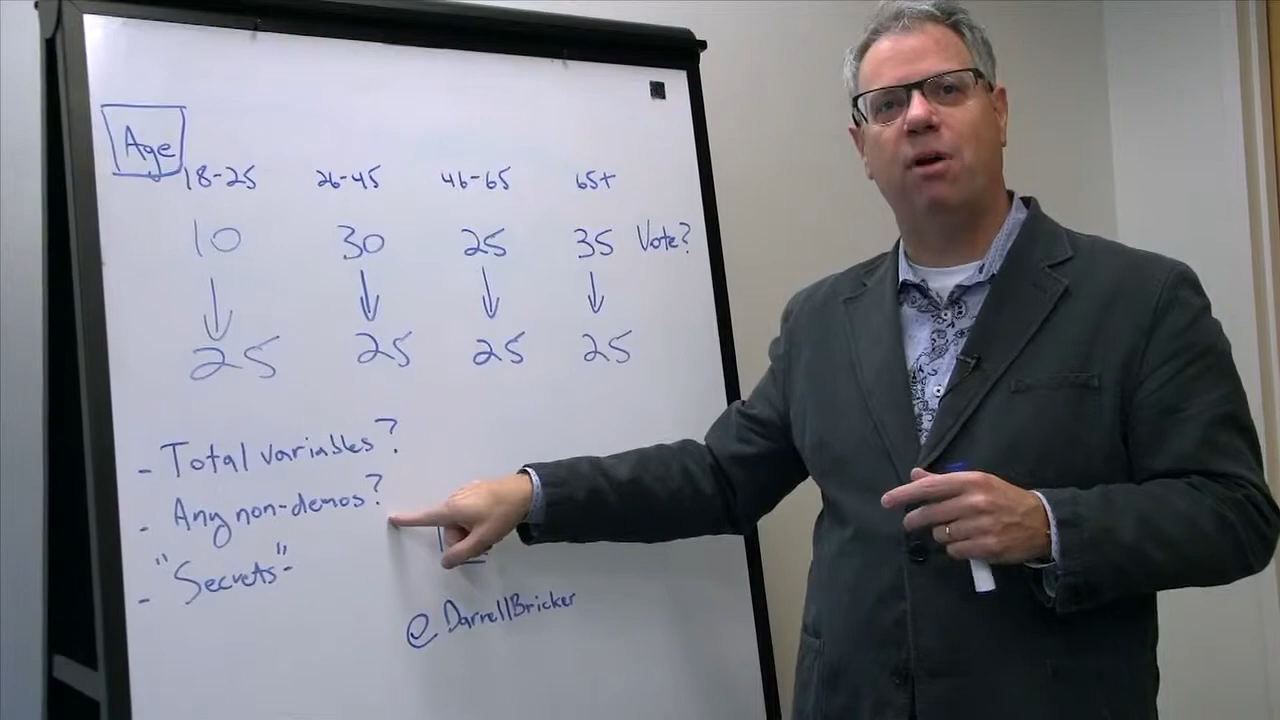 Age
18-25 26-45 46-65 65+
10 30 25 35 Vote?
25 25 25 25
- Total variables?
- Any non-demos?
- "Secrets"
@DarrellBricker